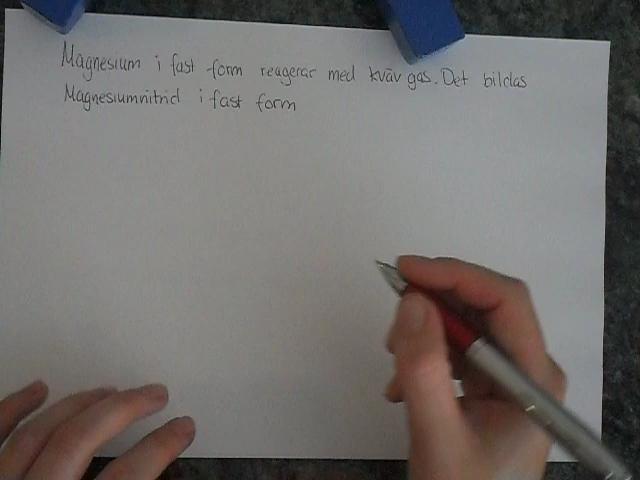 Magnesium i fast form reagerar med kväv gas. Det bildas
Magnesiumnitrid i fast form